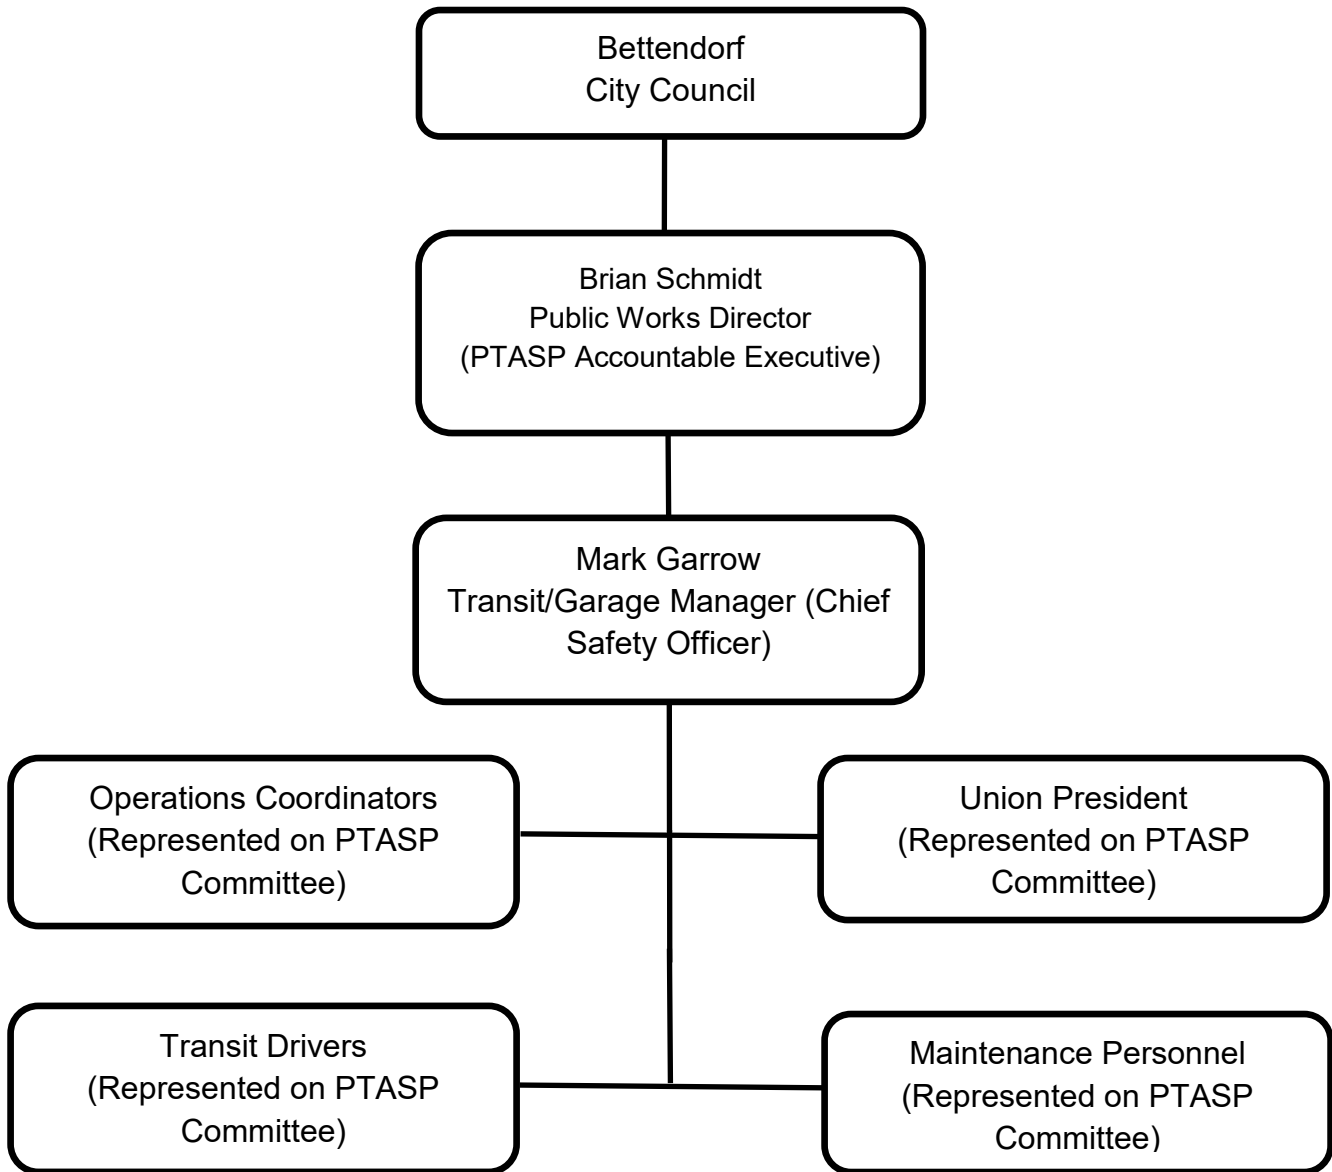 Bettendorf
City Council
Brian Schmidt
Public Works Director
(PTASP Accountable Executive)
Mark Garrow
Transit/Garage Manager (Chief
Safety Officer)
Operations Coordinators
(Represented on PTASP
Committee)
Union President
(Represented on PTASP
Committee)
Transit Drivers
(Represented on PTASP
Committee)
Maintenance Personnel
(Represented on PTASP
Committee)